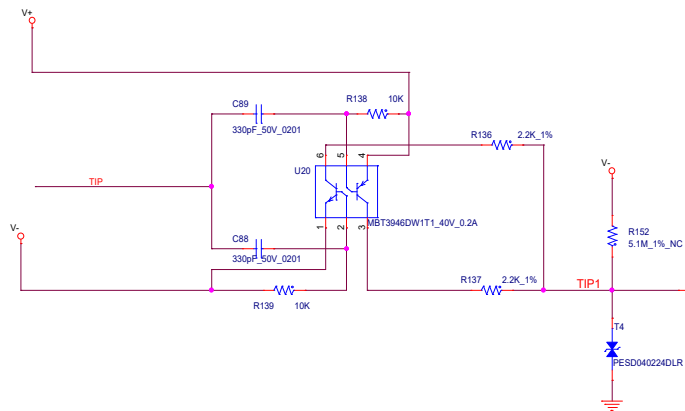 V+
C89
330pF_50V_0201
R138
10K
R136
2.2K_1%
6
5
4
U20
V-
TIP
MBT3946DW1T1_40V_0.2A
1
2
3
R152
5.1M_1%_NC
V-
C88
330pF_50V_0201
R139
10K
R137
2.2K_1%
TIP1
T4
PESD040224DLR